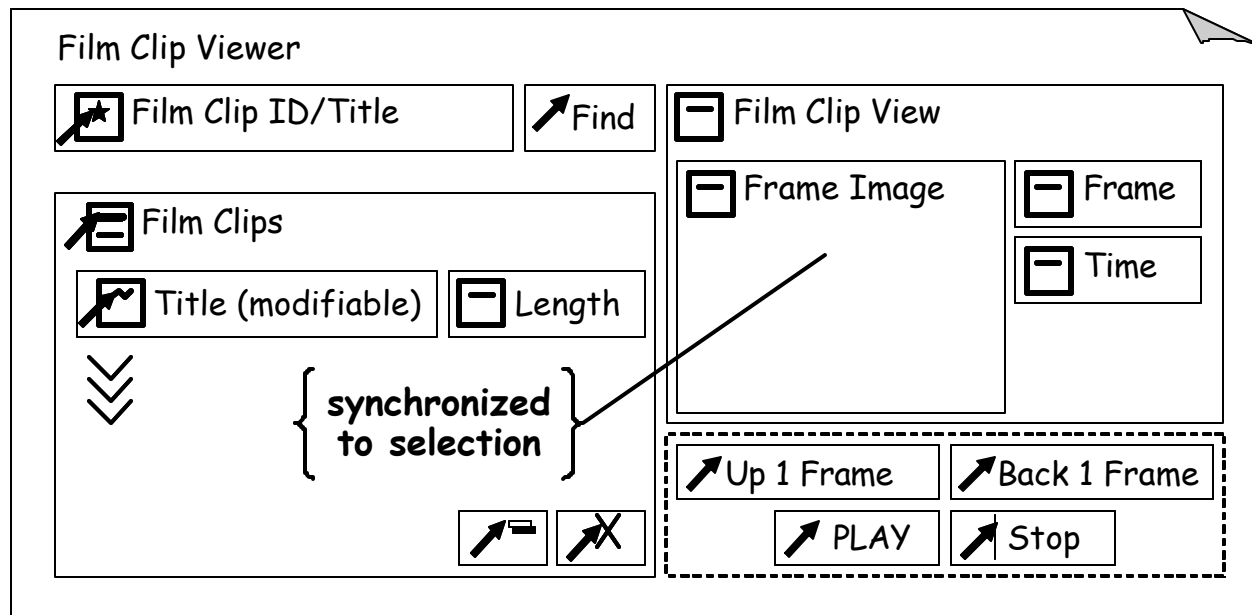 Film Clip Viewer
Film Clip ID/Title
Find
Film Clips
Title (modifiable)
Length
synchronized
to selection
Film Clip View
Frame Image
Frame
Time
Up 1 Frame
Back 1 Frame
PLAY
Stop